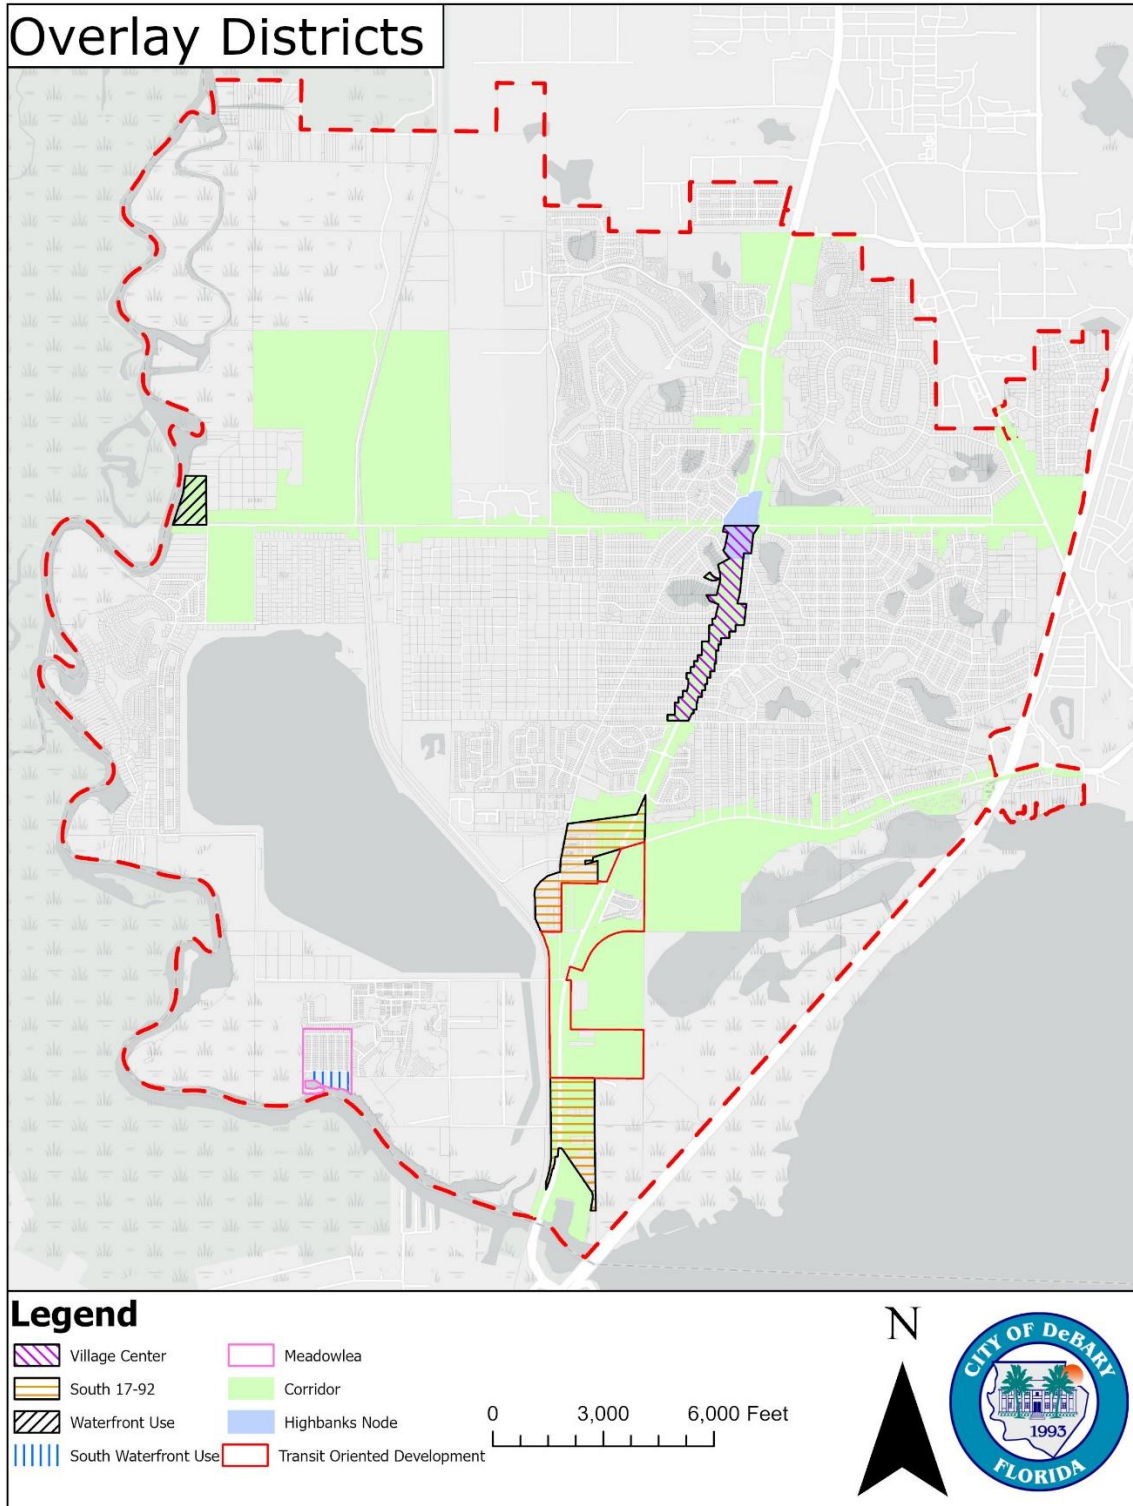 Overlay Districts
Legend
Village Center
South 17-92
Waterfront Use
South Waterfront Use
Meadowlea
Corridor
Highbanks Node
Transit Oriented Development
0 3,000 6,000 Feet
N
CITY OF DeBARY
1993
FLORIDA